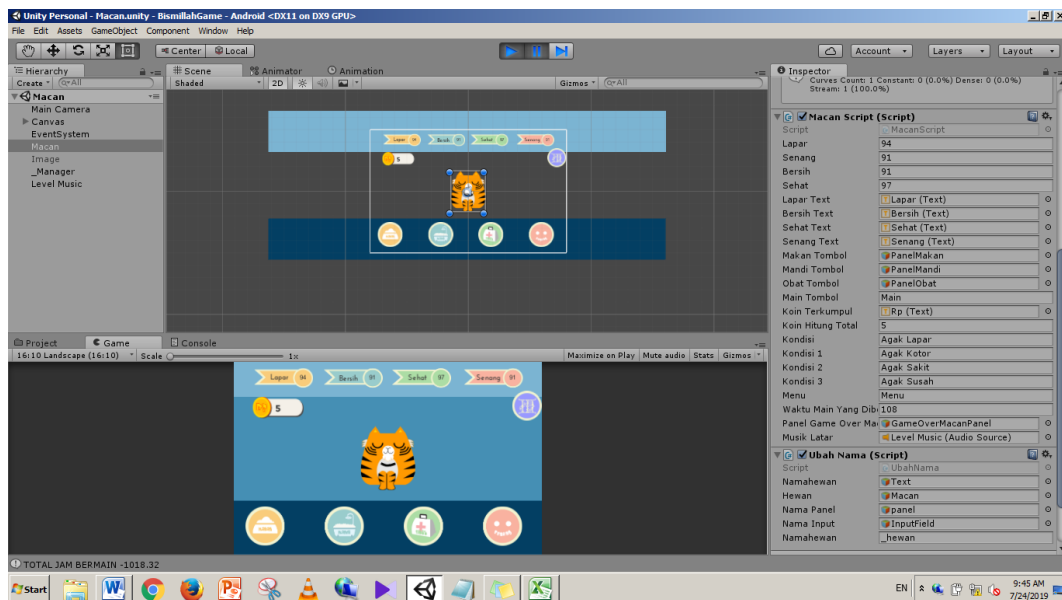 Unity Personal - Macan.unity - BismillahGame - Android <DX11 on DX9 GPU>
File Edit Assets GameObject Component Window Help
Center Local Account Layers Layout
Hierarchy
Create All
Macan
Main Camera
Canvas
EventSystem
Macan
Image
_Manager
Level Music
Scene Animator Animation
Shaded 2D Gizmos All
Lapar 94 Bersih 91 Sehat 97 Senang 91
5
Project Game Console
16:10 Landscape (16:10) Scale 1x Maximize on Play Mute audio Stats Gizmos
Lapar 94 Bersih 91 Sehat 97 Senang 91
5
Inspector
Curves Count: 1 Constant: 0 (0.0%) Dense: 0 (0.0%)
Stream: 1 (100.0%)
Macan Script (Script)
Script MacanScript
Lapar 94
Senang 91
Bersih 91
Sehat 97
Lapar Text Lapar (Text)
Bersih Text Bersih (Text)
Sehat Text Sehat (Text)
Senang Text Senang (Text)
Makan Tombol PanelMakan
Mandi Tombol PanelMandi
Obat Tombol PanelObat
Main Tombol Main
Koin Terkumpul Rp (Text)
Koin Hitung Total 5
Kondisi Agak Lapar
Kondisi 1 Agak Kotor
Kondisi 2 Agak Sakit
Kondisi 3 Agak Susah
Menu Menu
Waktu Main Yang Dib 108
Panel Game Over Ma GameOverMacanPanel
Musik Latar Level Music (Audio Source)
Ubah Nama (Script)
Script UbahNama
Namahewan Text
Hewan Macan
Nama Panel panel
Nama Input InputField
Namahewan _hewan
TOTAL JAM BERMAIN -1018.32
Start EN 9:45 AM
7/24/2019